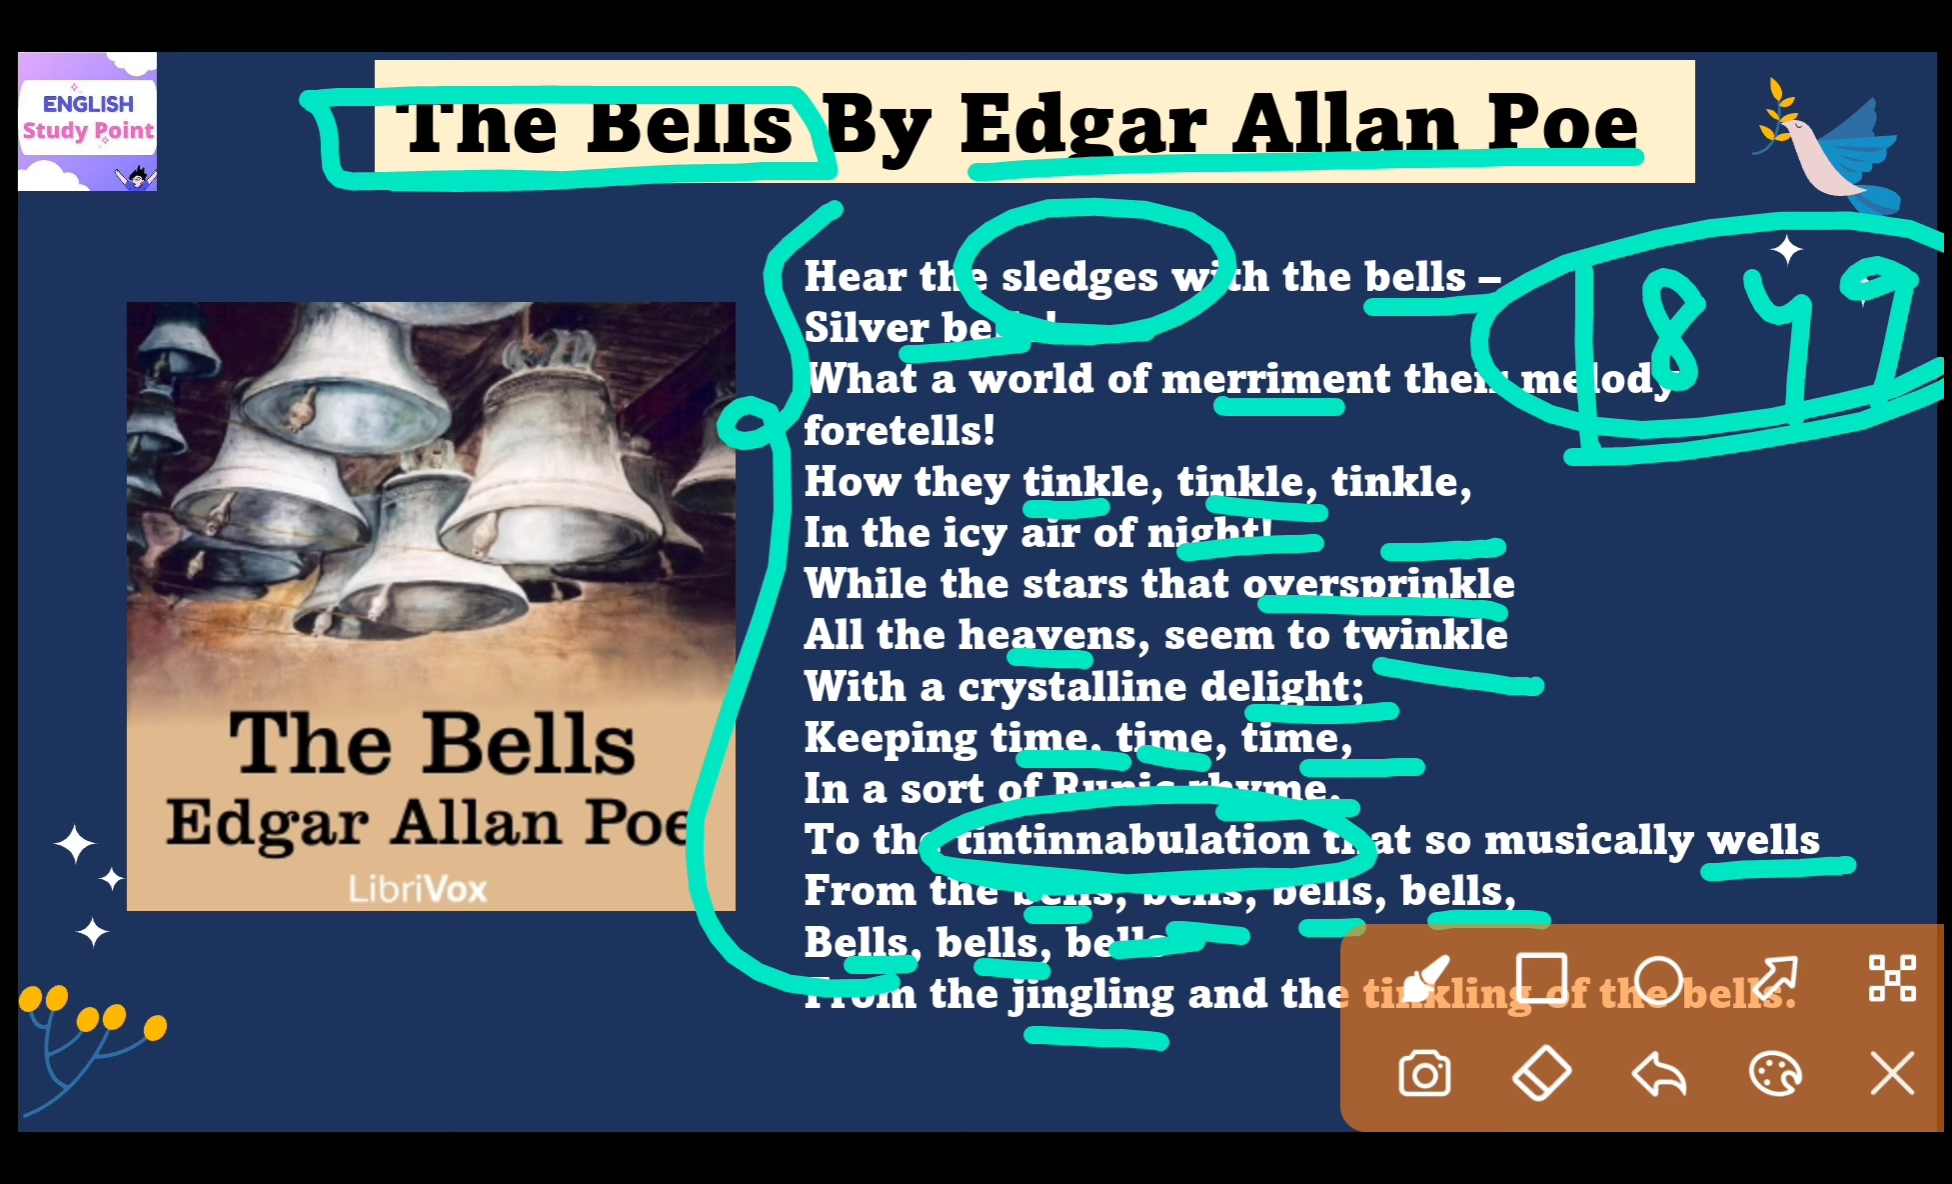 ENGLISH
Study Point
The Bells By Edgar Allan Poe
1849
Hear the sledges with the bells –
Silver bells!
What a world of merriment their melody
foretells!
How they tinkle, tinkle, tinkle,
In the icy air of night!
While the stars that oversprinkle
All the heavens, seem to twinkle
With a crystalline delight;
Keeping time, time, time,
In a sort of Runic rhyme,
To the tintinnabulation that so musically wells
From the bells, bells, bells, bells,
Bells, bells, bells
From the jingling and the tinkling of the bells.
The Bells
Edgar Allan Poe
LibriVox